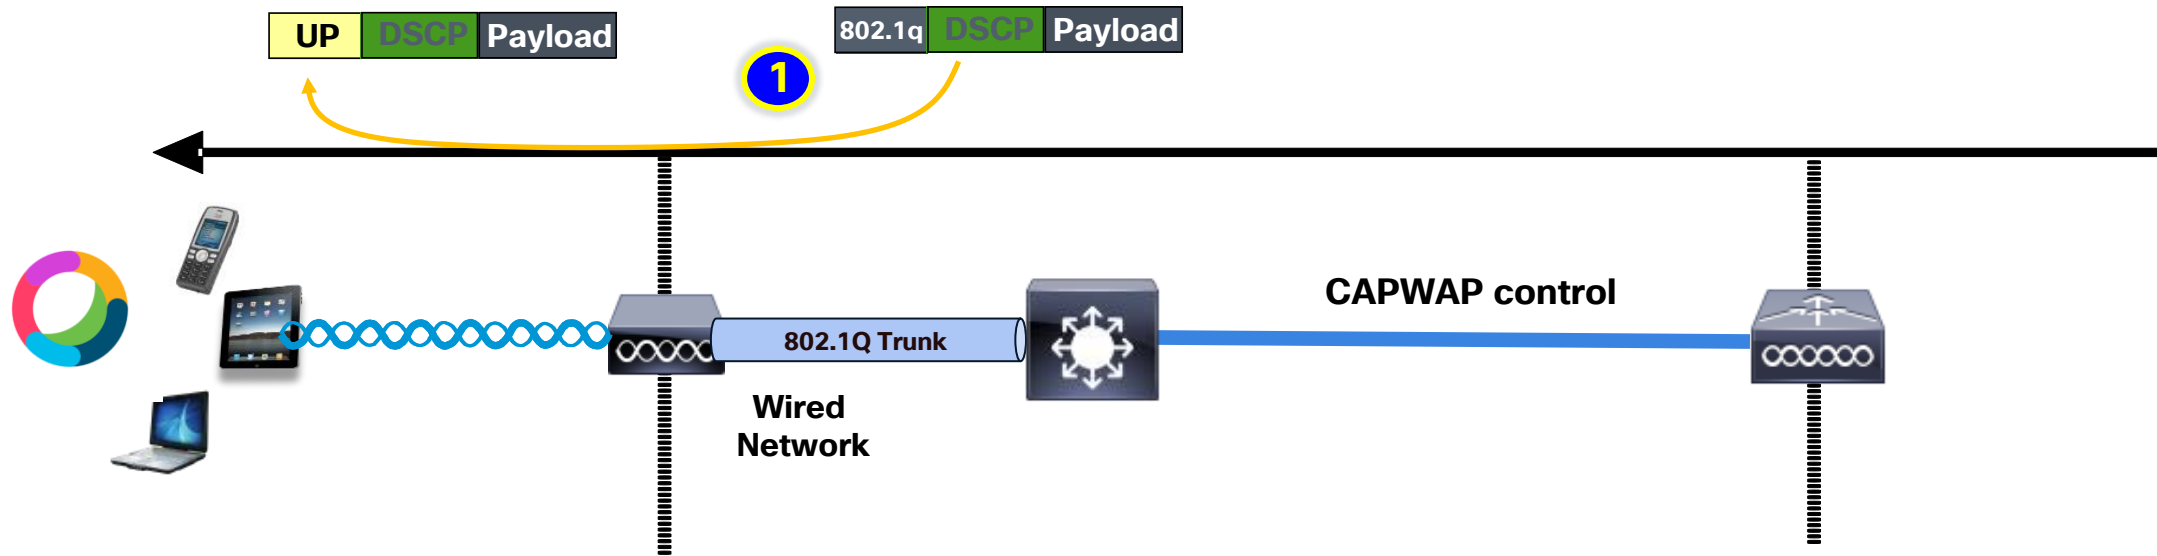 UP DSCP Payload
802.1q DSCP Payload
1
CAPWAP control
802.1Q Trunk
Wired
Network